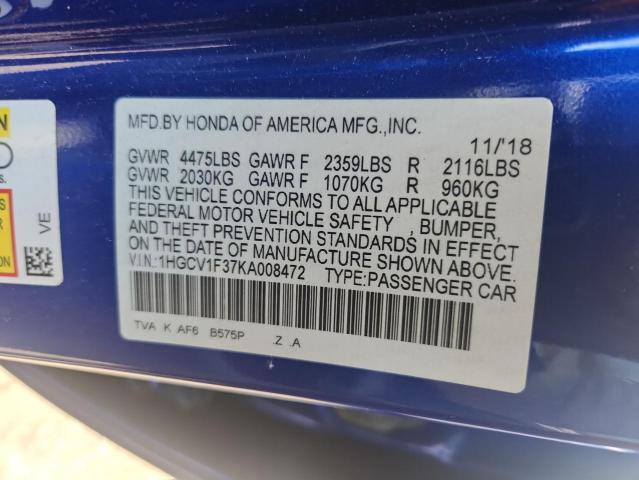 MFD.BY HONDA OF AMERICA MFG.,INC.
11/'18
GVWR 4475LBS GAWR F 2359LBS R 2116LBS
GVWR 2030KG GAWR F 1070KG R 960KG
THIS VEHICLE CONFORMS TO ALL APPLICABLE
FEDERAL MOTOR VEHICLE SAFETY , BUMPER,
AND THEFT PREVENTION STANDARDS IN EFFECT
ON THE DATE OF MANUFACTURE SHOWN ABOVE.
V.I.N:1HGCV1F37KA008472 TYPE:PASSENGER CAR
TVA K AF6 B575P .Z .A
VE